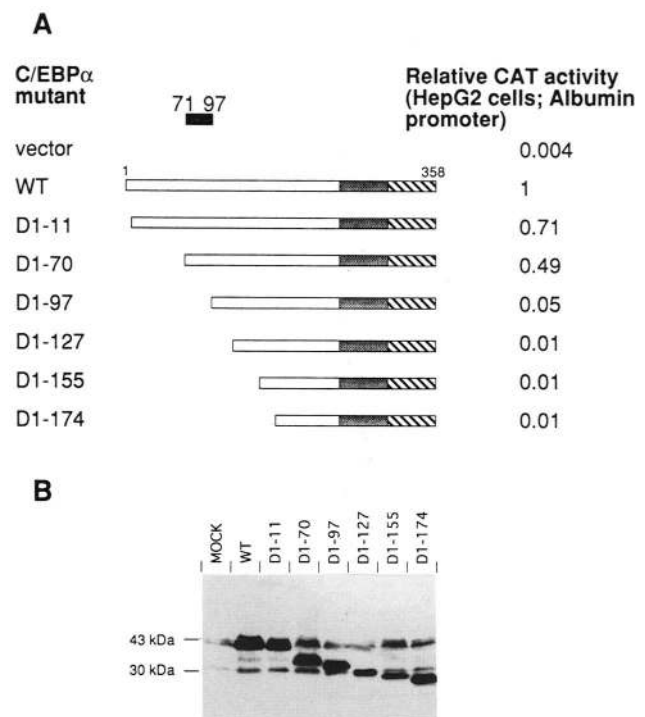 A
C/EBPα mutant
71 97
Relative CAT activity
(HepG2 cells; Albumin
promoter)
vector 0.004
1 358
WT 1
D1-11 0.71
D1-70 0.49
D1-97 0.05
D1-127 0.01
D1-155 0.01
D1-174 0.01
B
MOCK WT D1-11 D1-70 D1-97 D1-127 D1-155 D1-174
43 kDa
30 kDa